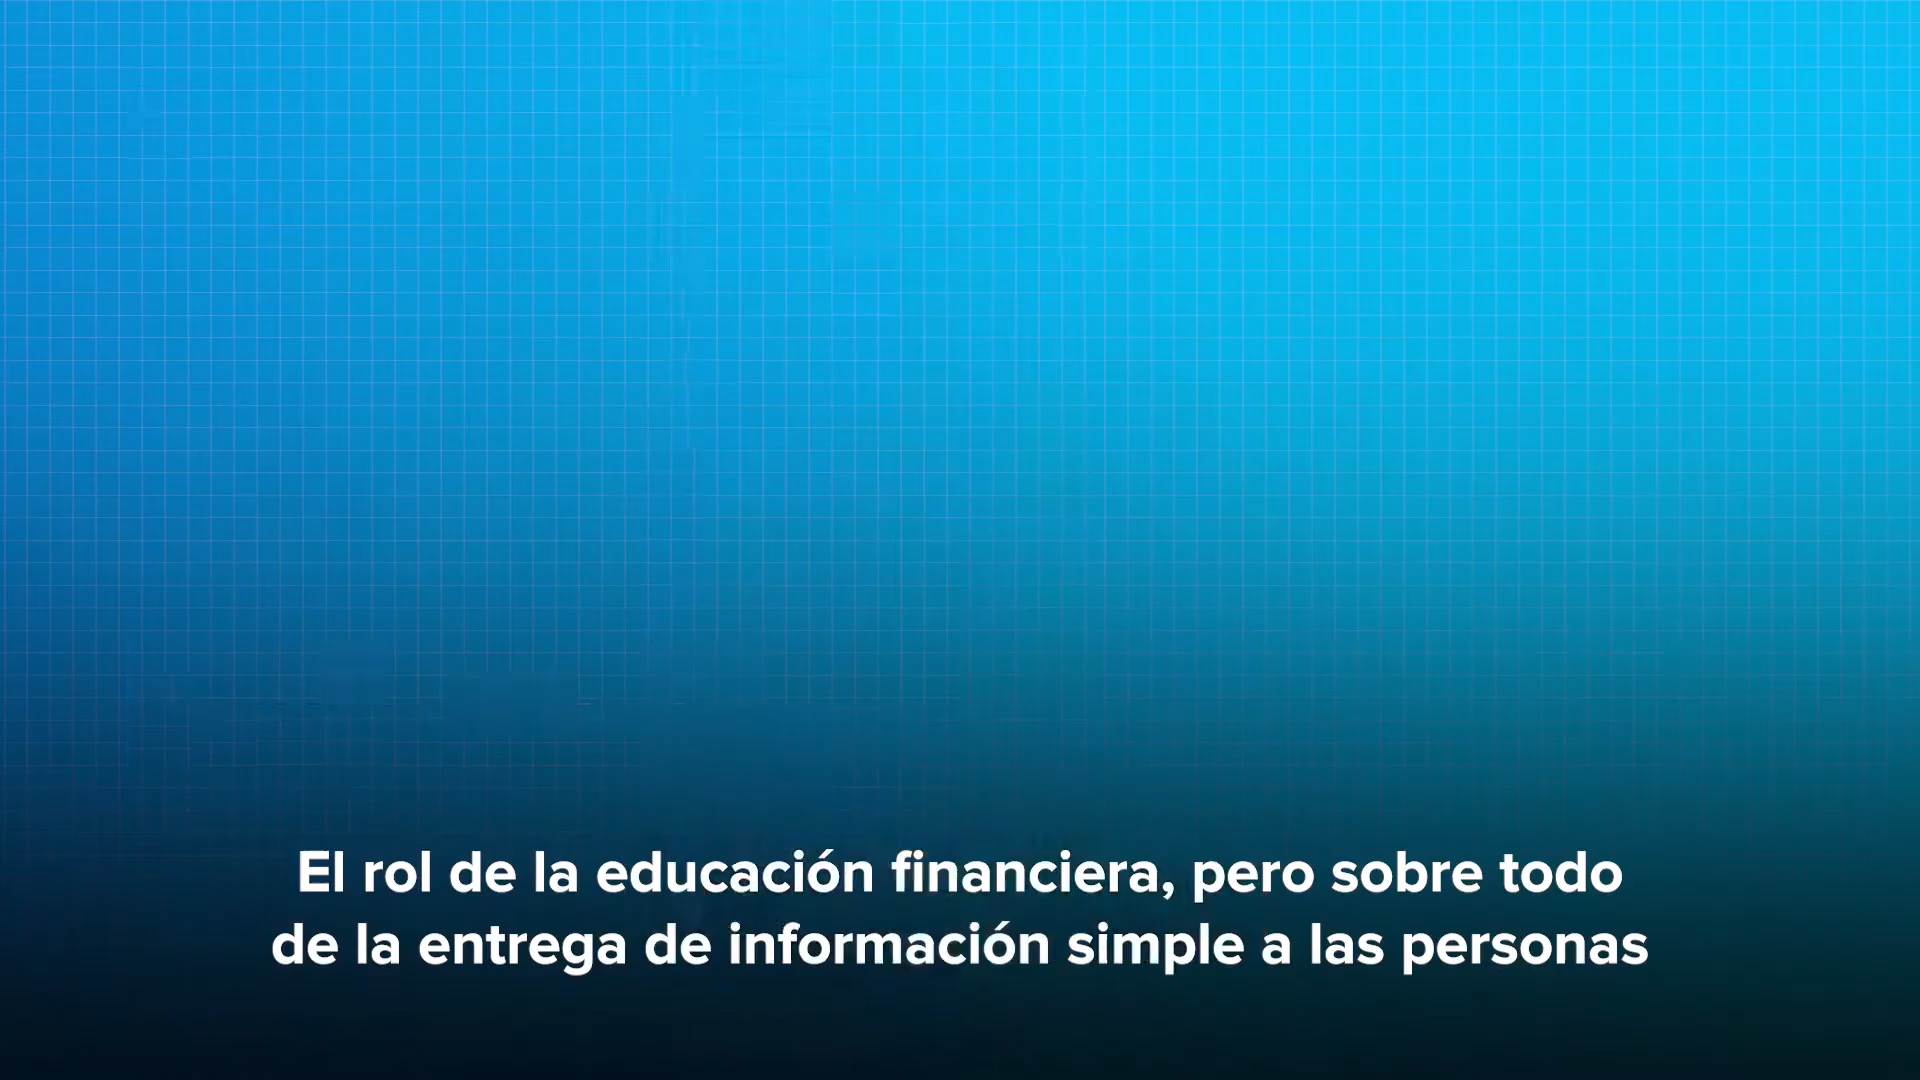 El rol de la educación financiera, pero sobre todo
de la entrega de información simple a las personas